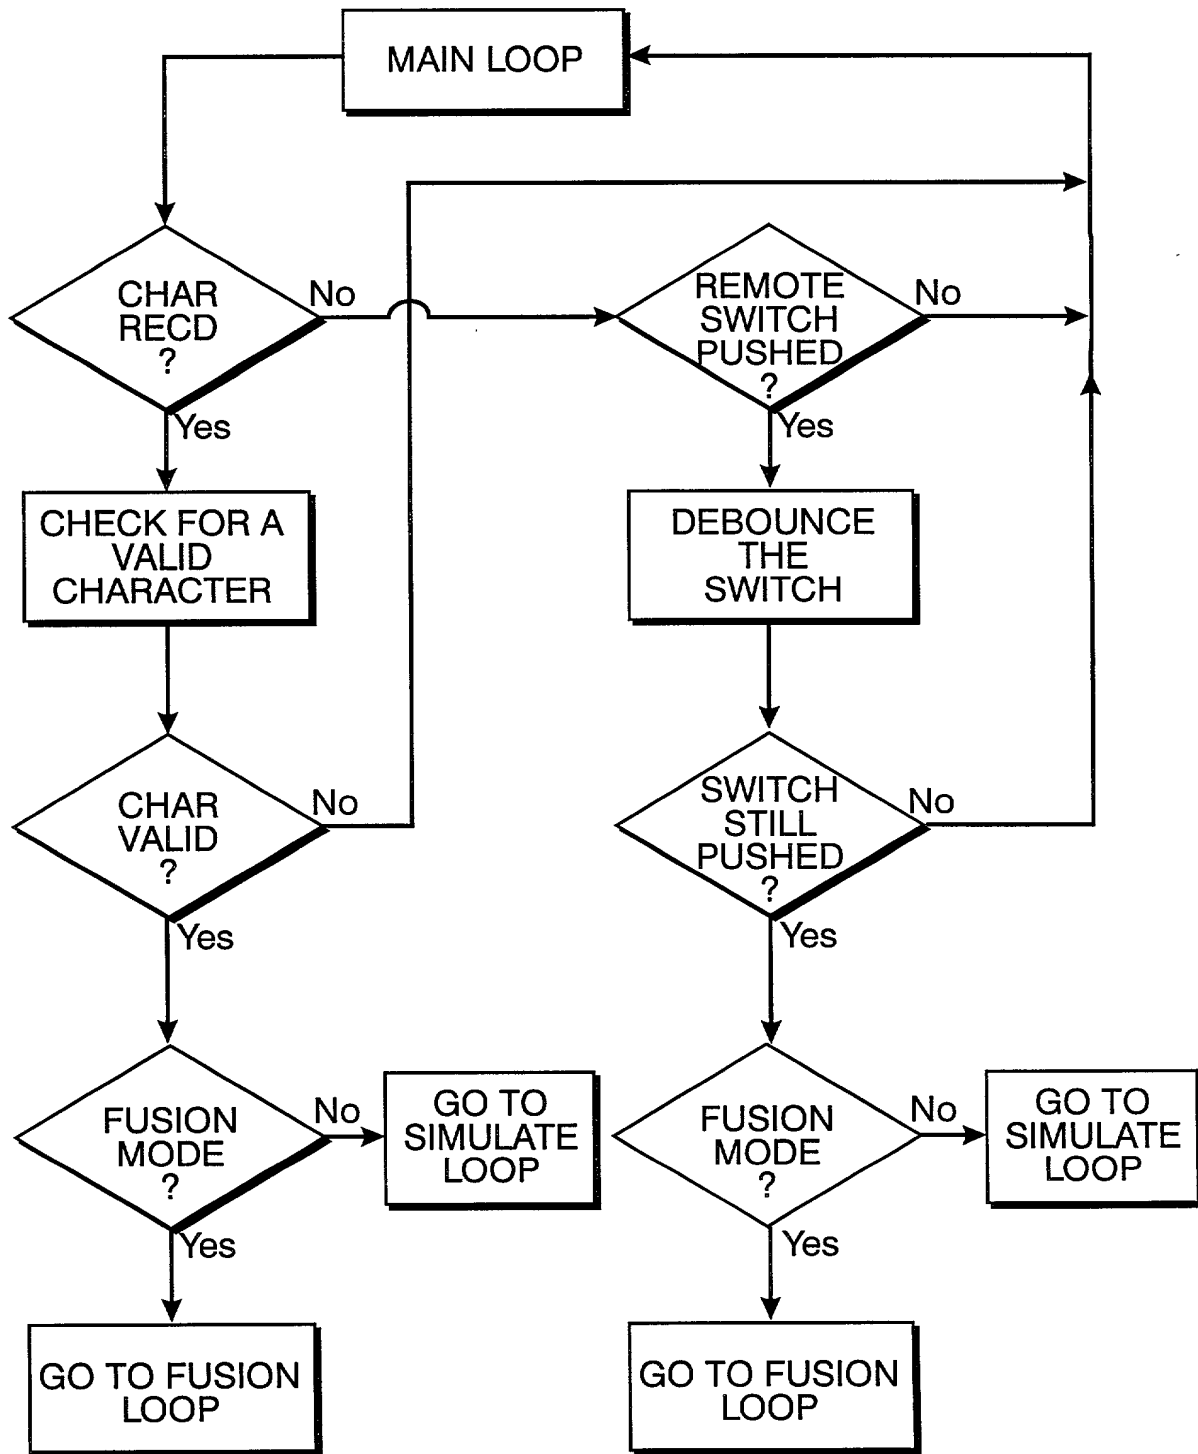 MAIN LOOP
CHAR
RECD
?
No
Yes
REMOTE
SWITCH
PUSHED
?
No
Yes
CHECK FOR A
VALID
CHARACTER
DEBOUNCE
THE
SWITCH
CHAR
VALID
?
No
Yes
SWITCH
STILL
PUSHED
?
No
Yes
FUSION
MODE
?
No
Yes
GO TO
SIMULATE
LOOP
FUSION
MODE
?
No
Yes
GO TO
SIMULATE
LOOP
GO TO FUSION
LOOP
GO TO FUSION
LOOP